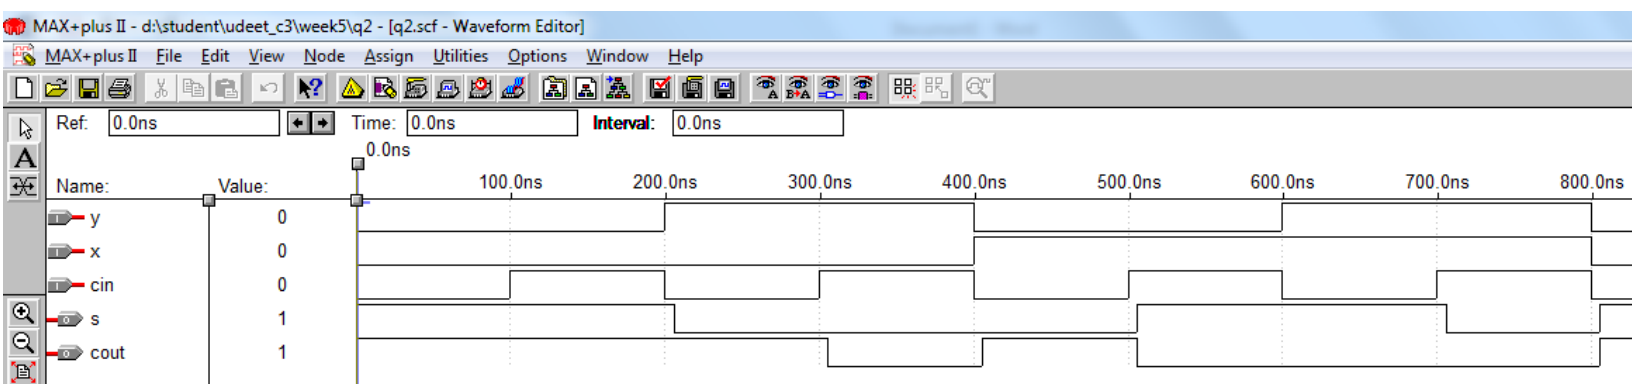 MAX+plus II - d:\student\udeet_c3\week5\q2 - [q2.scf - Waveform Editor]
MAX+plus II File Edit View Node Assign Utilities Options Window Help
Ref: 0.0ns Time: 0.0ns Interval: 0.0ns
0.0ns
Name: Value: 100.0ns 200.0ns 300.0ns 400.0ns 500.0ns 600.0ns 700.0ns 800.0ns
y 0
x 0
cin 0
s 1
cout 1